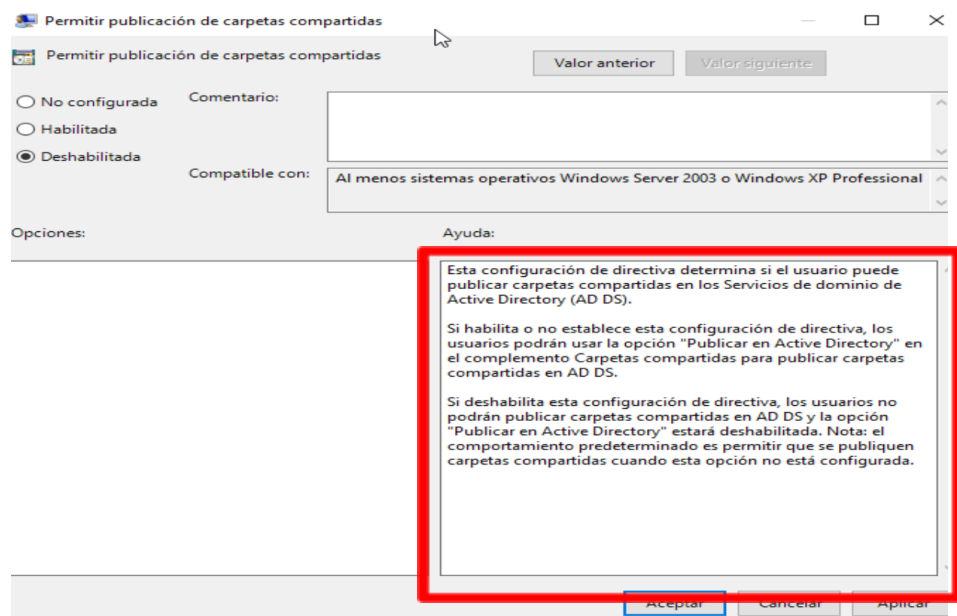 Permitir publicación de carpetas compartidas
Permitir publicación de carpetas compartidas
Valor anterior
Valor siguiente
No configurada
Habilitada
Deshabilitada
Comentario:
Compatible con:
Al menos sistemas operativos Windows Server 2003 o Windows XP Professional
Opciones:
Ayuda:
Esta configuración de directiva determina si el usuario puede
publicar carpetas compartidas en los Servicios de dominio de
Active Directory (AD DS).
Si habilita o no establece esta configuración de directiva, los
usuarios podrán usar la opción "Publicar en Active Directory" en
el complemento Carpetas compartidas para publicar carpetas
compartidas en AD DS.
Si deshabilita esta configuración de directiva, los usuarios no
podrán publicar carpetas compartidas en AD DS y la opción
"Publicar en Active Directory" estará deshabilitada. Nota: el
comportamiento predeterminado es permitir que se publiquen
carpetas compartidas cuando esta opción no está configurada.
Aceptar
Cancelar
Aplicar